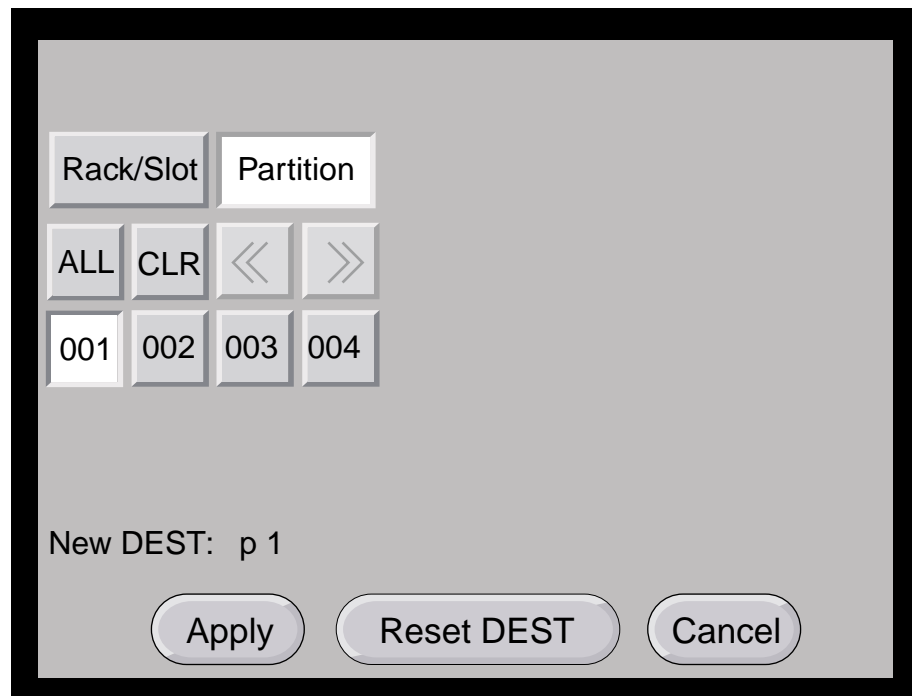 Rack/Slot Partition
ALL CLR
001 002 003 004
New DEST: p 1
Apply Reset DEST Cancel